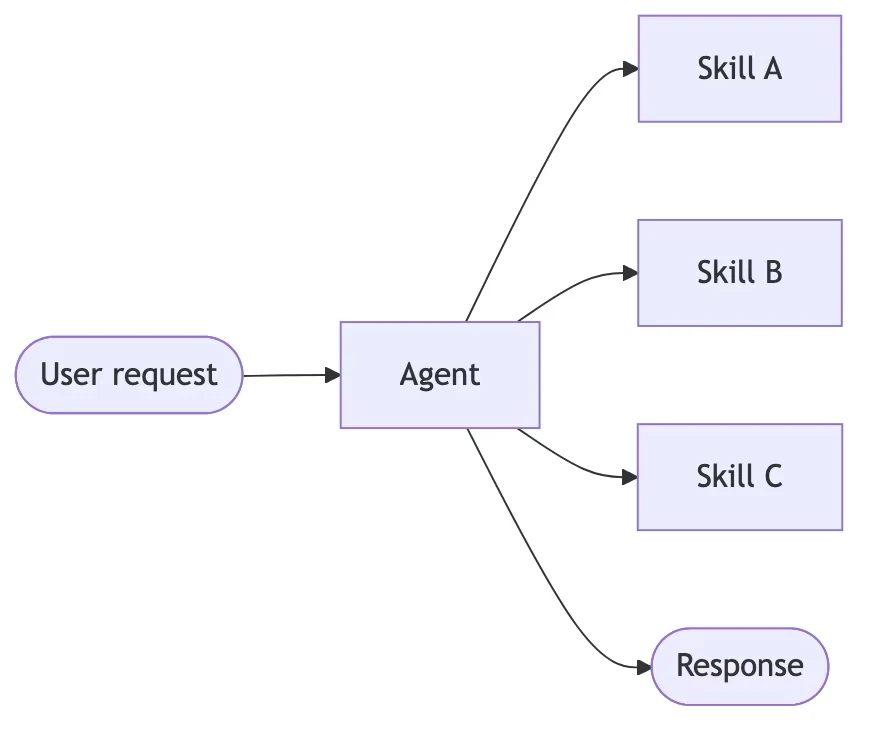 Skill A
Skill B
User request
Agent
Skill C
Response